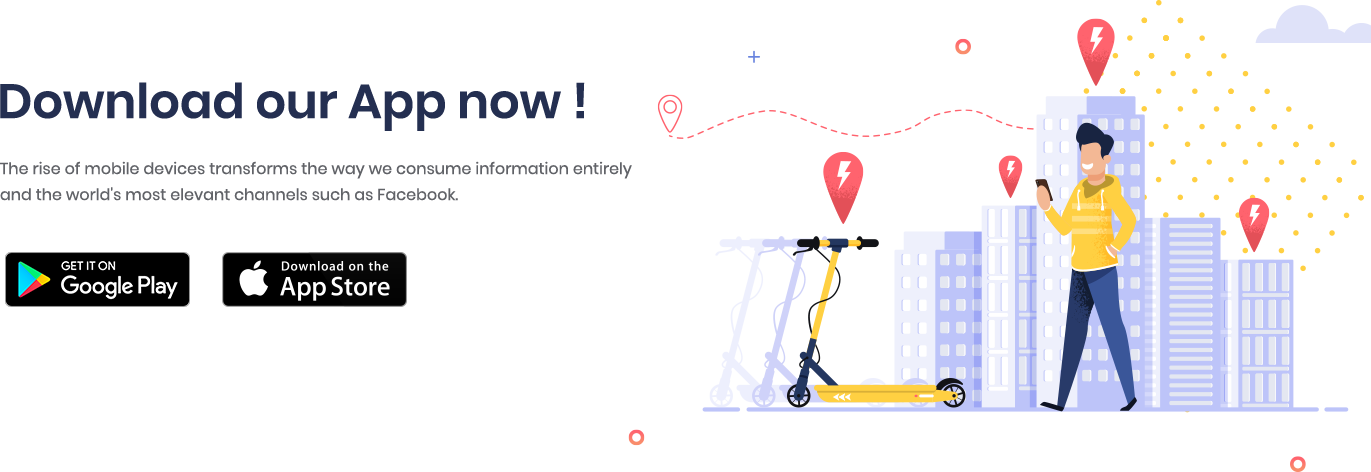 Download our App now !
The rise of mobile devices transforms the way we consume information entirely
and the world's most elevant channels such as Facebook.
GET IT ON
Google Play
Download on the
App Store